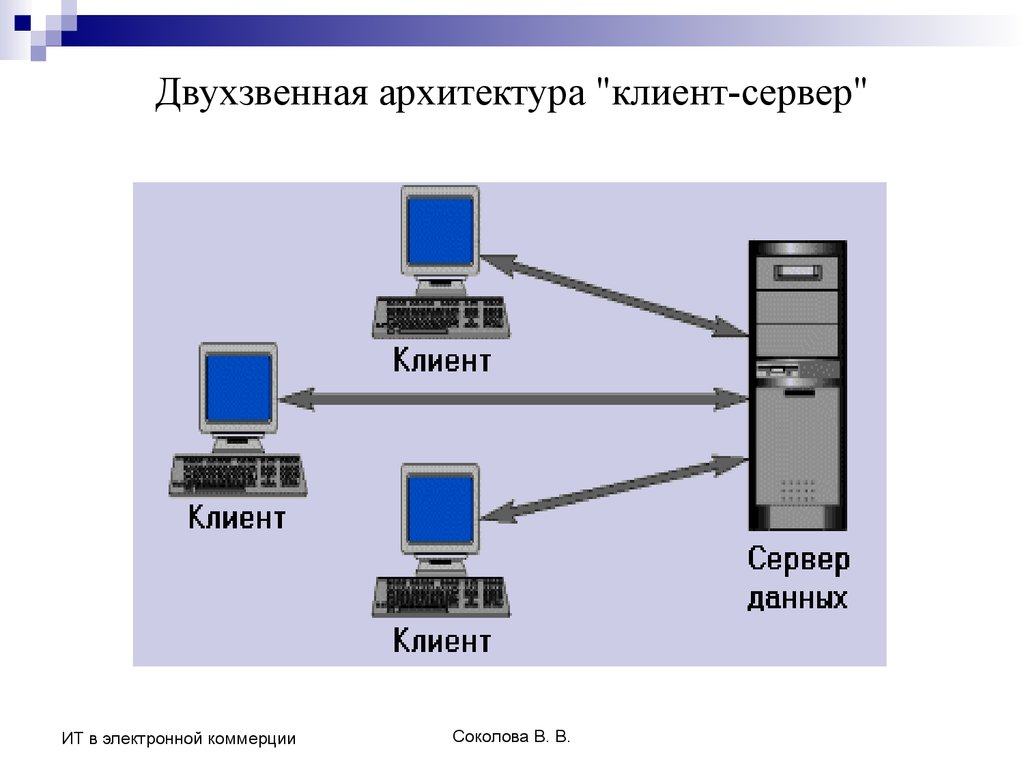 Двухзвенная архитектура "клиент-сервер"
Клиент
Клиент
Клиент
Сервер
данных
ИТ в электронной коммерции
Соколова В. В.